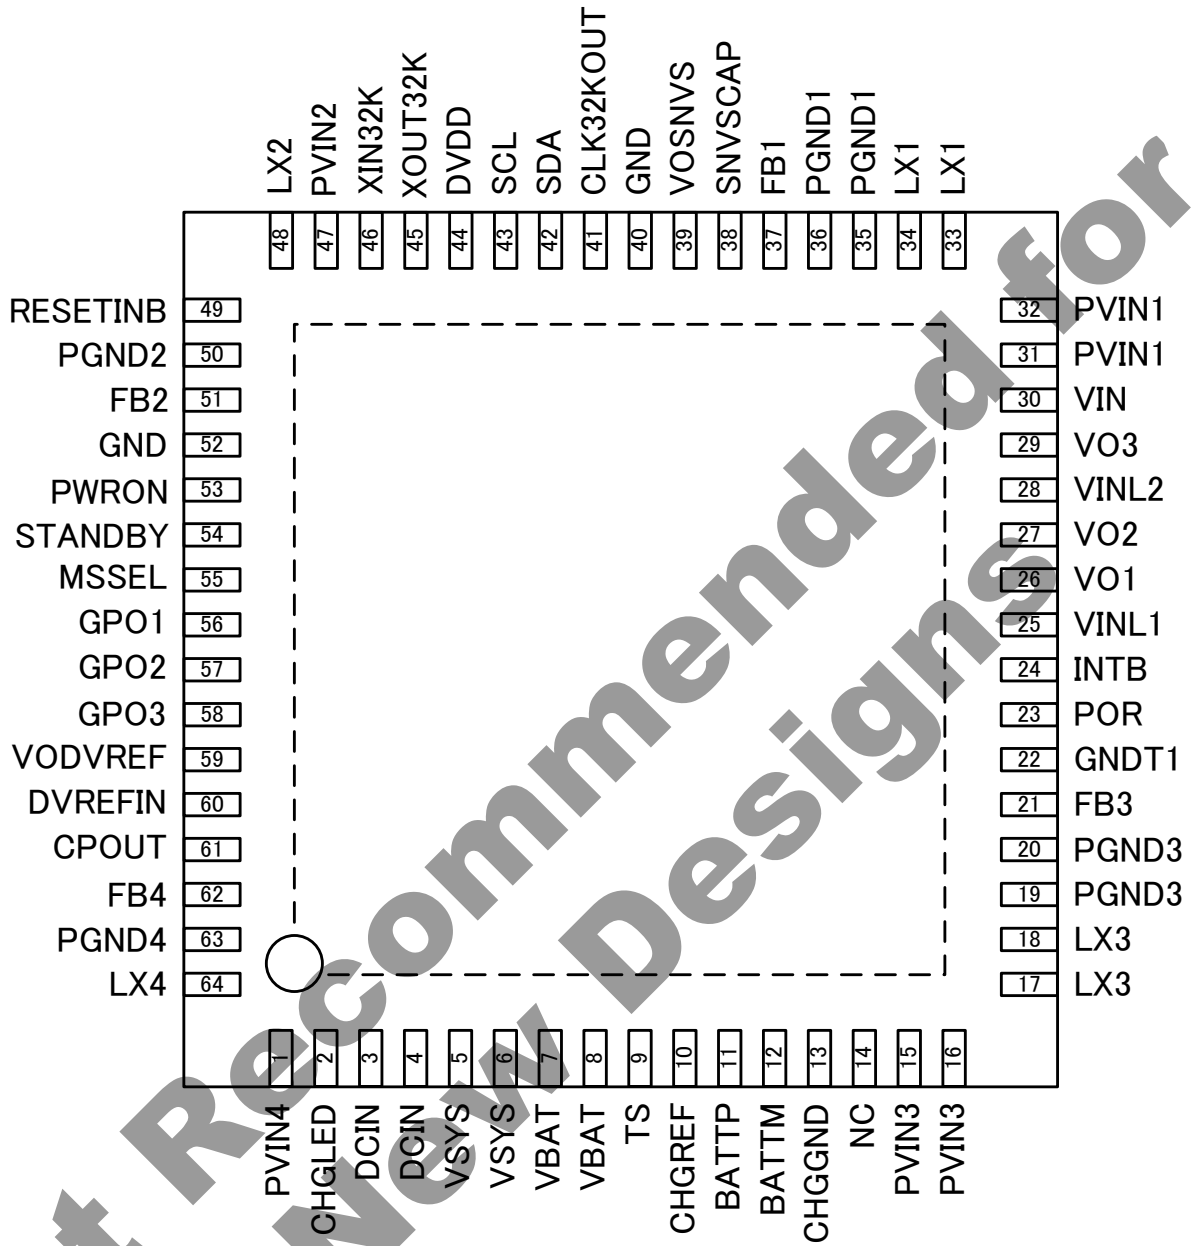 LX2
PVIN2
XIN32K
XOUT32K
DVDD
SCL
SDA
CLK32KOUT
GND
VOSNVS
SNVSCAP
FB1
PGND1
PGND1
LX1
LX1
48
47
46
45
44
43
42
41
40
39
38
37
36
35
34
33
RESETINB 49
PGND2 50
FB2 51
GND 52
PWRON 53
STANDBY 54
MSSEL 55
GPO1 56
GPO2 57
GPO3 58
VODVREF 59
DVREFIN 60
CPOUT 61
FB4 62
PGND4 63
LX4 64
32 PVIN1
31 PVIN1
30 VIN
29 VO3
28 VINL2
27 VO2
26 VO1
25 VINL1
24 INTB
23 POR
22 GNDT1
21 FB3
20 PGND3
19 PGND3
18 LX3
17 LX3
1
2
3
4
5
6
7
8
9
10
11
12
13
14
15
16
PVIN4
CHGLED
DCIN
DCIN
VSYS
VSYS
VBAT
VBAT
TS
CHGREF
BATTP
BATTM
CHGGND
NC
PVIN3
PVIN3
Recommended for
New Designs